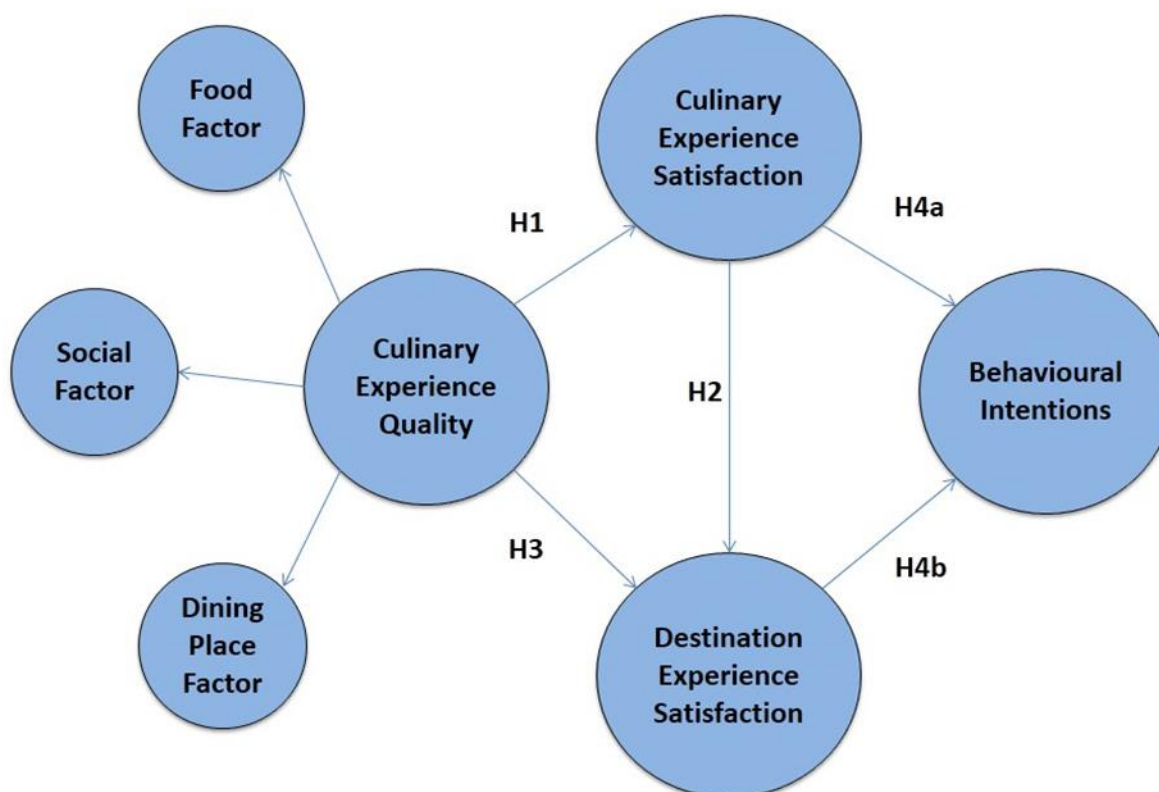 Food
Factor
Culinary
Experience
Satisfaction
H1
H4a
Social
Factor
Culinary
Experience
Quality
H2
Behavioural
Intentions
H3
H4b
Dining
Place
Factor
Destination
Experience
Satisfaction